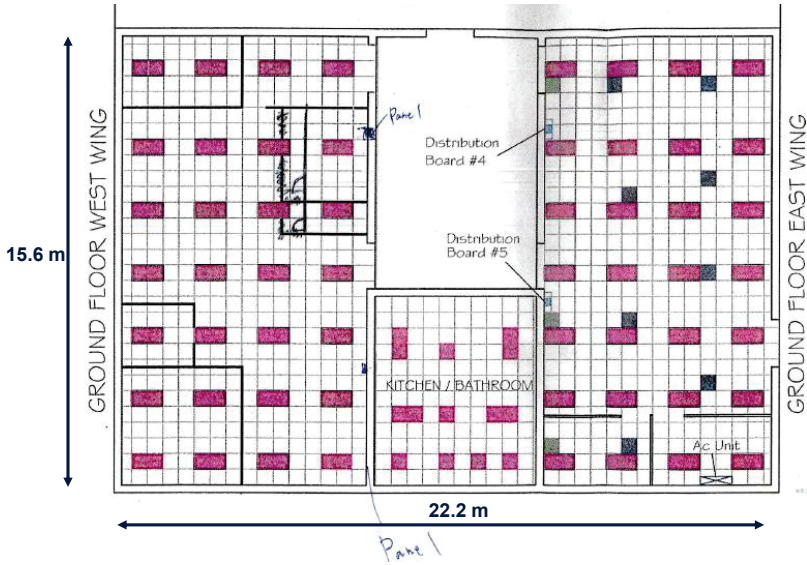 GROUND FLOOR WEST WING
15.6 m
Panel
Distribution
Board #4
Distribution
Board #5
KITCHEN / BATHROOM
Ac Unit
GROUND FLOOR EAST WING
22.2 m
Panel